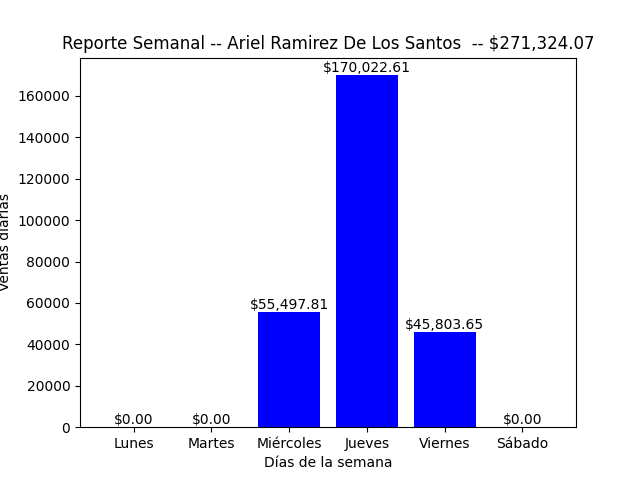 Reporte Semanal -- Ariel Ramirez De Los Santos  -- $271,324.07
Ventas diarias
160000
140000
120000
100000
80000
60000
40000
20000
0
$0.00
$0.00
$55,497.81
$170,022.61
$45,803.65
$0.00
Lunes
Martes
Miércoles
Jueves
Viernes
Sábado
Días de la semana